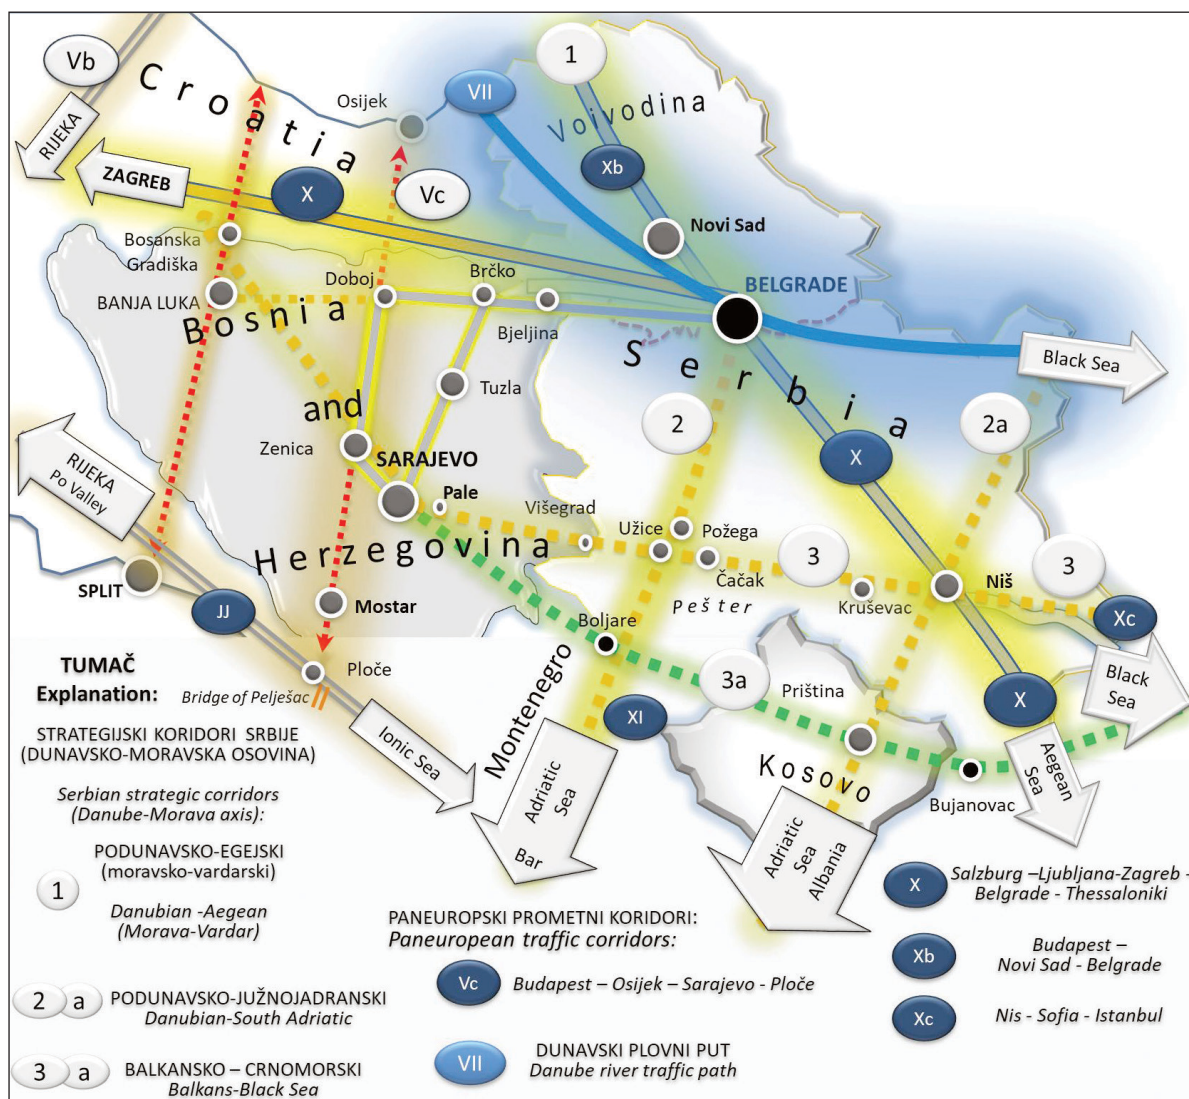 Vb
Croatia
RIJEKA
ZAGREB
X
Osijek
Vc
VII
1
Voivodina
Xb
Novi Sad
BELGRADE
Black Sea
Bosanska
Gradiška
BANJA LUKA
Bosnia
and
Herzegovina
Doboj
Brčko
Bjeljina
Tuzla
Zenica
SARAJEVO
Pale
Višegrad
Serbia
2
2a
X
Užice
Požega
Čačak
3
Kruševac
Niš
3
Xc
Black
Sea
Pešter
RIJEKA
Po Valley
SPLIT
JJ
Mostar
Ploče
Bridge of Pelješac
Ionic Sea
Boljare
Montenegro
XI
3a
Priština
Kosovo
Bujanovac
X
Aegean
Sea
Adriatic
Sea
Bar
Adriatic
Sea
Albania
TUMAČ
Explanation:
STRATEGIJSKI KORIDORI SRBIJE
(DUNAVSKO-MORAVSKA OSOVINA)
Serbian strategic corridors
(Danube-Morava axis):
1
PODUNAVSKO-EGEJSKI
(moravsko-vardarski)
Danubian -Aegean
(Morava-Vardar)
2 a
PODUNAVSKO-JUŽNOJADRANSKI
Danubian-South Adriatic
3 a
BALKANSKO – CRNOMORSKI
Balkans-Black Sea
PANEUROPSKI PROMETNI KORIDORI:
Paneuropean traffic corridors:
Vc
Budapest – Osijek – Sarajevo - Ploče
VII
DUNAVSKI PLOVNI PUT
Danube river traffic path
X
Salzburg –Ljubljana-Zagreb -
Belgrade - Thessaloniki
Xb
Budapest –
Novi Sad - Belgrade
Xc
Nis - Sofia - Istanbul